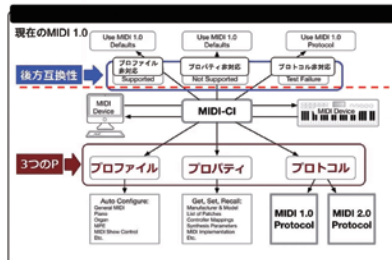 現在のMIDI 1.0
Use MIDI 1.0
Defaults
Use MIDI 1.0
Defaults
Use MIDI 1.0
Protocol
後方互換性
プロファイル
非対応
Supported
プロパティ非対応
Not Supported
プロトコル非対応
Test Failure
MIDI
Device
MIDI-CI
MIDI Device
3つのP
プロファイル
プロパティ
プロトコル
Auto Configure:
General MIDI
Piano
Organ
MPE
MIDI Show Control
Etc.
Get, Set, Recall:
Manufacture & Model
List of Patches
Controller Mappings
Synthesis Parameters
MIDI Implementation
Etc.
MIDI 1.0
Protocol
MIDI 2.0
Protocol